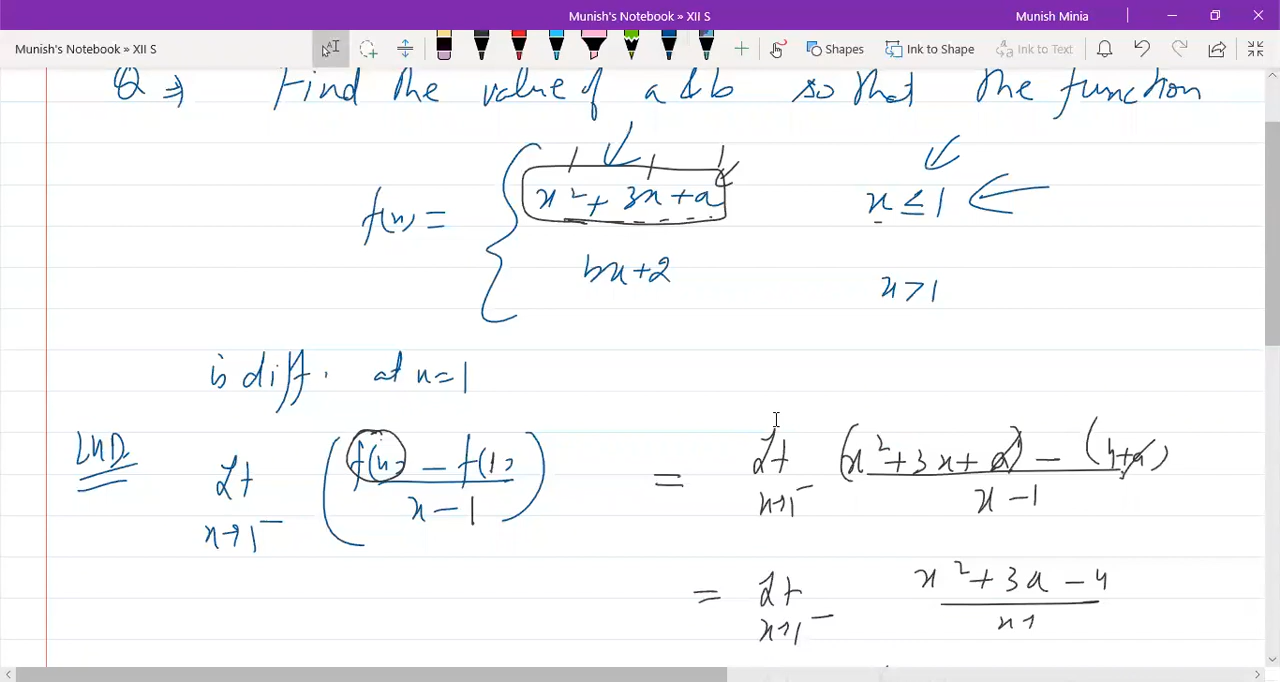 Munish's Notebook » XII S
Munish Minia
Munish's Notebook » XII S
Shapes
Ink to Shape
Ink to Text
Q ⇒ Find the value of a & b so that the function
f(x) = { x² + 3x + a x ≤ 1
bx + 2 x > 1
is diff. at x = 1
LHD
Lt x→1⁻ ( f(x) − f(1) / x − 1 ) = Lt x→1⁻ (x² + 3x + a) − (4 + a) / x − 1
= Lt x→1⁻ x² + 3x − 4 / x − 1